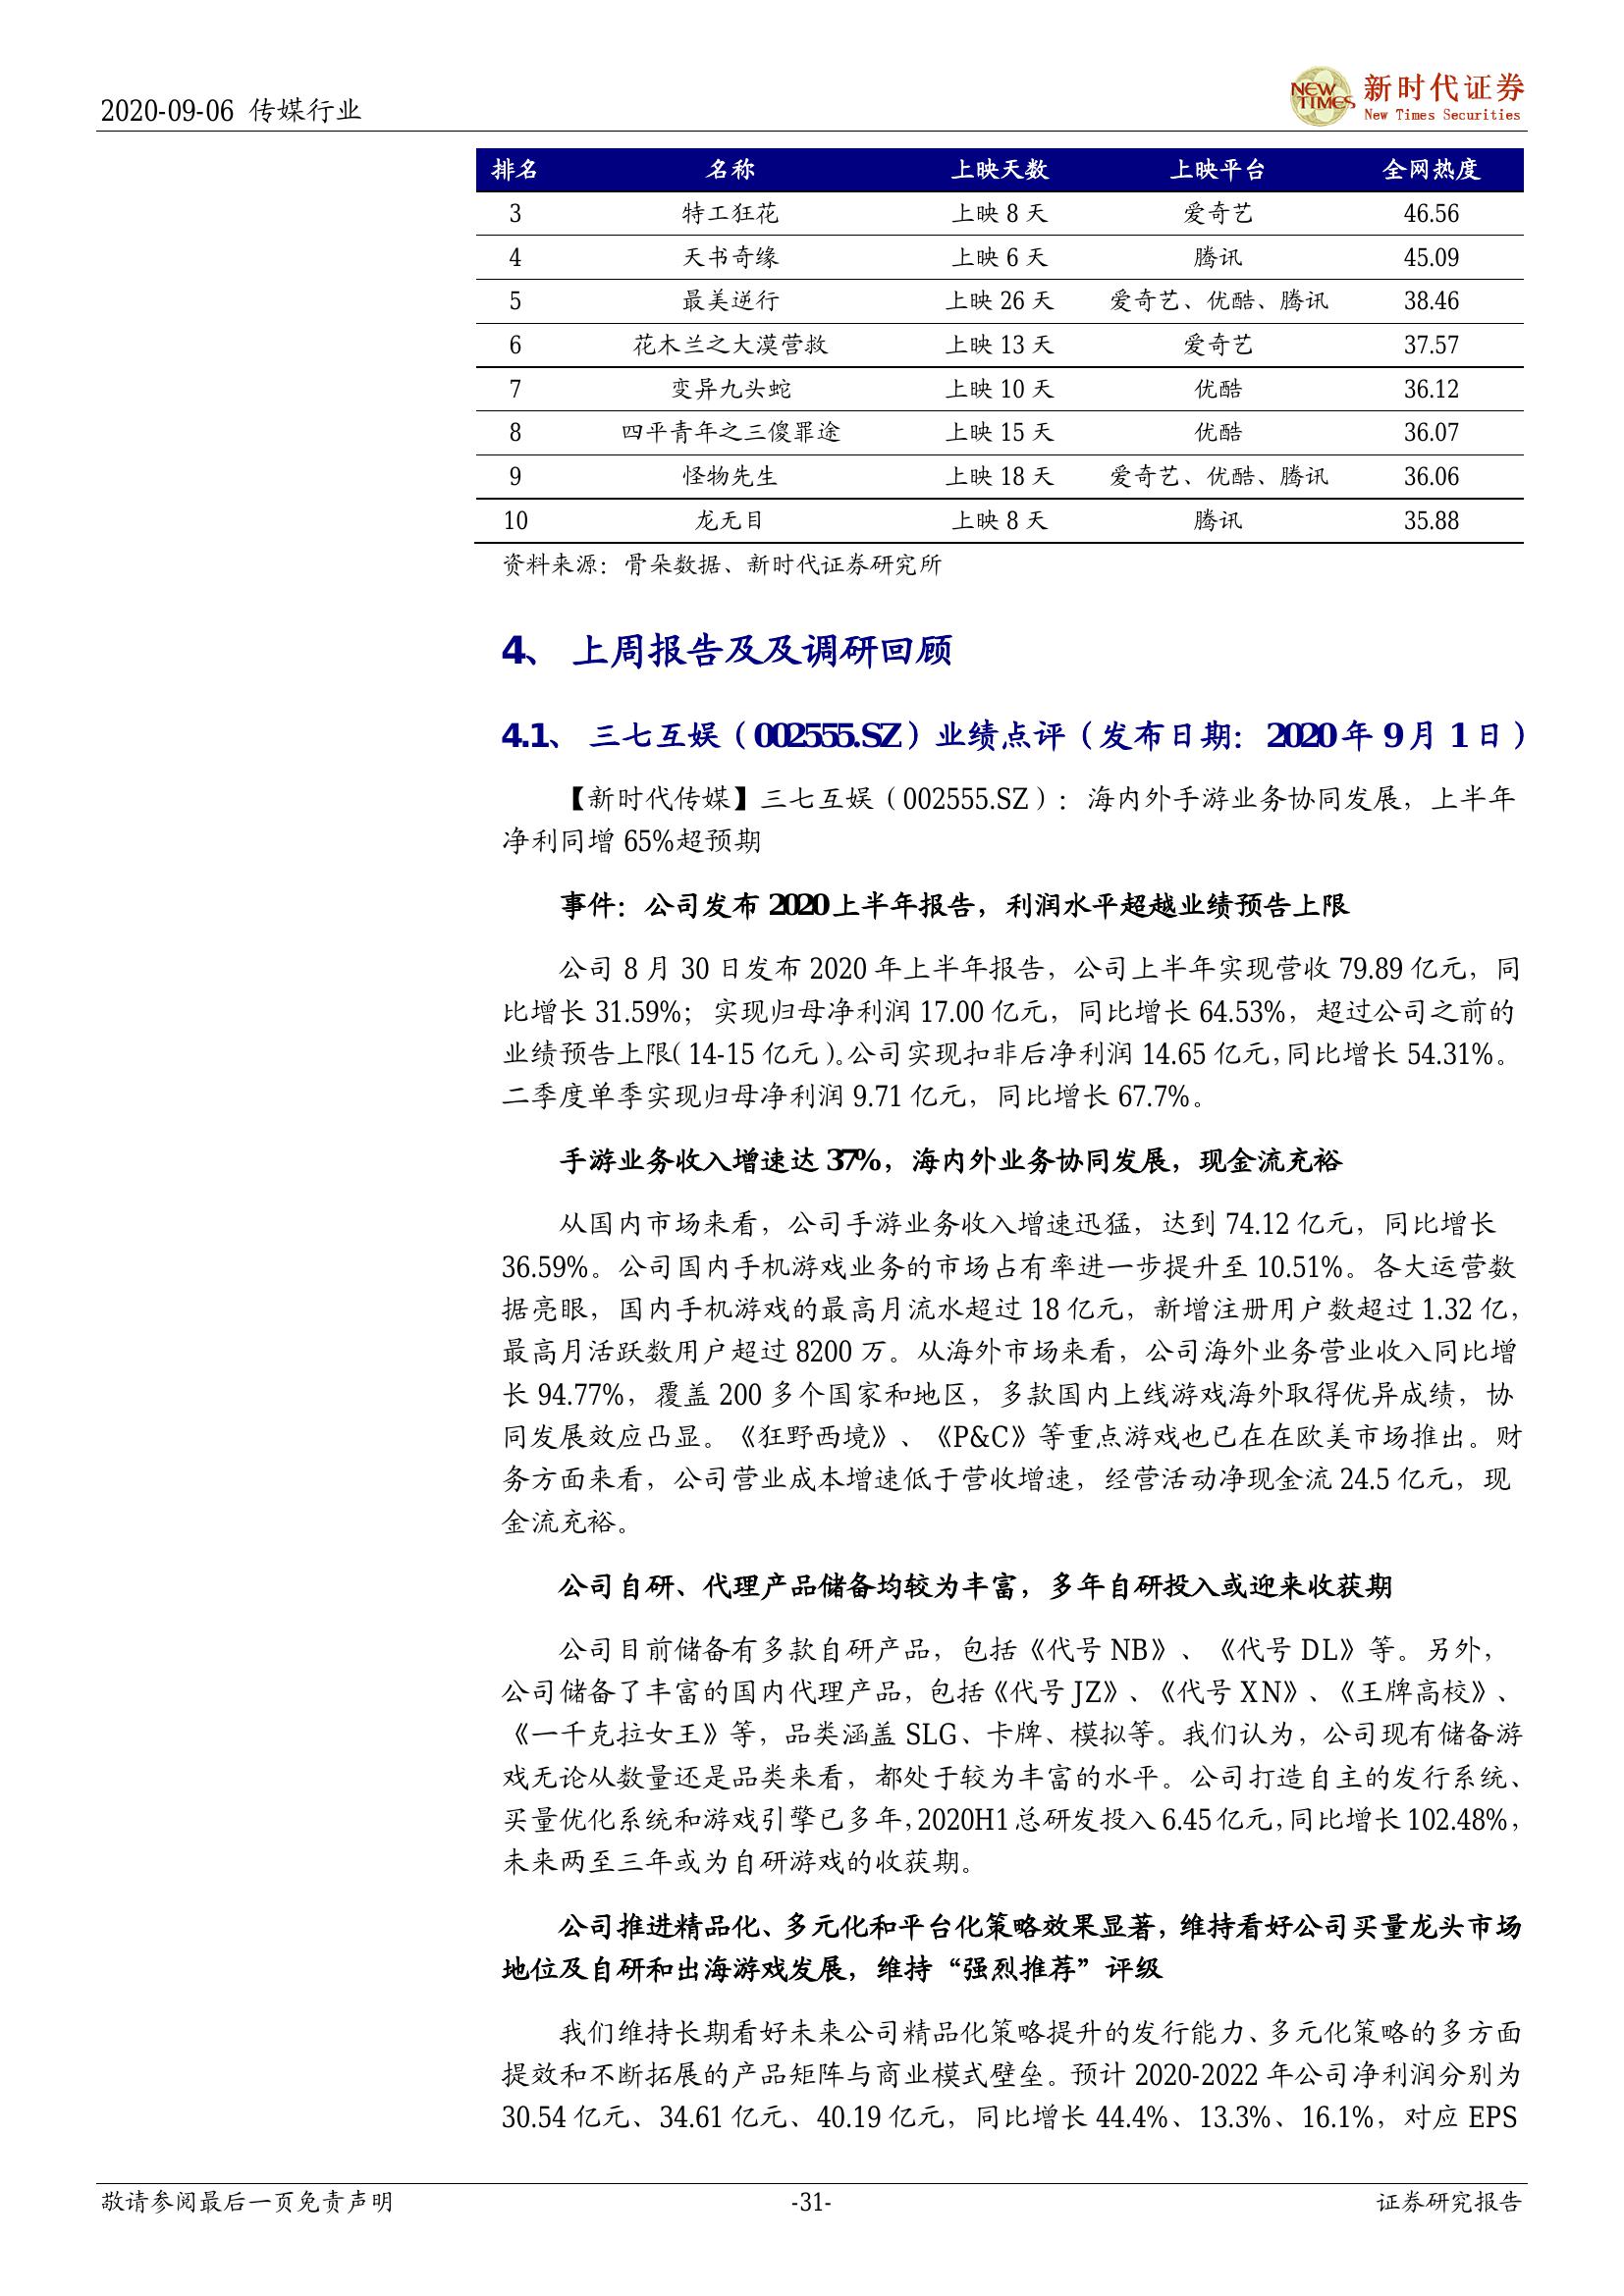 2020-09-06 传媒行业
NEW TIMES 新时代证券
New Times Securities
排名 名称 上映天数 上映平台 全网热度
3 特工狂花 上映 8 天 爱奇艺 46.56
4 天书奇缘 上映 6 天 腾讯 45.09
5 最美逆行 上映 26 天 爱奇艺、优酷、腾讯 38.46
6 花木兰之大漠营救 上映 13 天 爱奇艺 37.57
7 变异九头蛇 上映 10 天 优酷 36.12
8 四平青年之三傻罪途 上映 15 天 优酷 36.07
9 怪物先生 上映 18 天 爱奇艺、优酷、腾讯 36.06
10 龙无目 上映 8 天 腾讯 35.88
资料来源：骨朵数据、新时代证券研究所
4、 上周报告及及调研回顾
4.1、 三七互娱（002555.SZ）业绩点评（发布日期：2020 年 9 月 1 日）
【新时代传媒】三七互娱（002555.SZ）：海内外手游业务协同发展，上半年
净利同增 65%超预期
事件：公司发布 2020 上半年报告，利润水平超越业绩预告上限
公司 8 月 30 日发布 2020 年上半年报告，公司上半年实现营收 79.89 亿元，同
比增长 31.59%；实现归母净利润 17.00 亿元，同比增长 64.53%，超过公司之前的
业绩预告上限（14-15 亿元）。公司实现扣非后净利润 14.65 亿元，同比增长 54.31%。
二季度单季实现归母净利润 9.71 亿元，同比增长 67.7%。
手游业务收入增速达 37%，海内外业务协同发展，现金流充裕
从国内市场来看，公司手游业务收入增速迅猛，达到 74.12 亿元，同比增长
36.59%。公司国内手机游戏业务的市场占有率进一步提升至 10.51%。各大运营数
据亮眼，国内手机游戏的最高月流水超过 18 亿元，新增注册用户数超过 1.32 亿，
最高月活跃数用户超过 8200 万。从海外市场来看，公司海外业务营业收入同比增
长 94.77%，覆盖 200 多个国家和地区，多款国内上线游戏海外取得优异成绩，协
同发展效应凸显。《狂野西境》、《P&C》等重点游戏也已在在欧美市场推出。财
务方面来看，公司营业成本增速低于营收增速，经营活动净现金流 24.5 亿元，现
金流充裕。
公司自研、代理产品储备均较为丰富，多年自研投入或迎来收获期
公司目前储备有多款自研产品，包括《代号 NB》、《代号 DL》等。另外，
公司储备了丰富的国内代理产品，包括《代号 JZ》、《代号 XN》、《王牌高校》、
《一千克拉女王》等，品类涵盖 SLG、卡牌、模拟等。我们认为，公司现有储备游
戏无论从数量还是品类来看，都处于较为丰富的水平。公司打造自主的发行系统、
买量优化系统和游戏引擎已多年，2020H1 总研发投入 6.45 亿元，同比增长 102.48%，
未来两至三年或为自研游戏的收获期。
公司推进精品化、多元化和平台化策略效果显著，维持看好公司买量龙头市场
地位及自研和出海游戏发展，维持“强烈推荐”评级
我们维持长期看好未来公司精品化策略提升的发行能力、多元化策略的多方面
提效和不断拓展的产品矩阵与商业模式壁垒。预计 2020-2022 年公司净利润分别为
30.54 亿元、34.61 亿元、40.19 亿元，同比增长 44.4%、13.3%、16.1%，对应 EPS
敬请参阅最后一页免责声明 -31- 证券研究报告